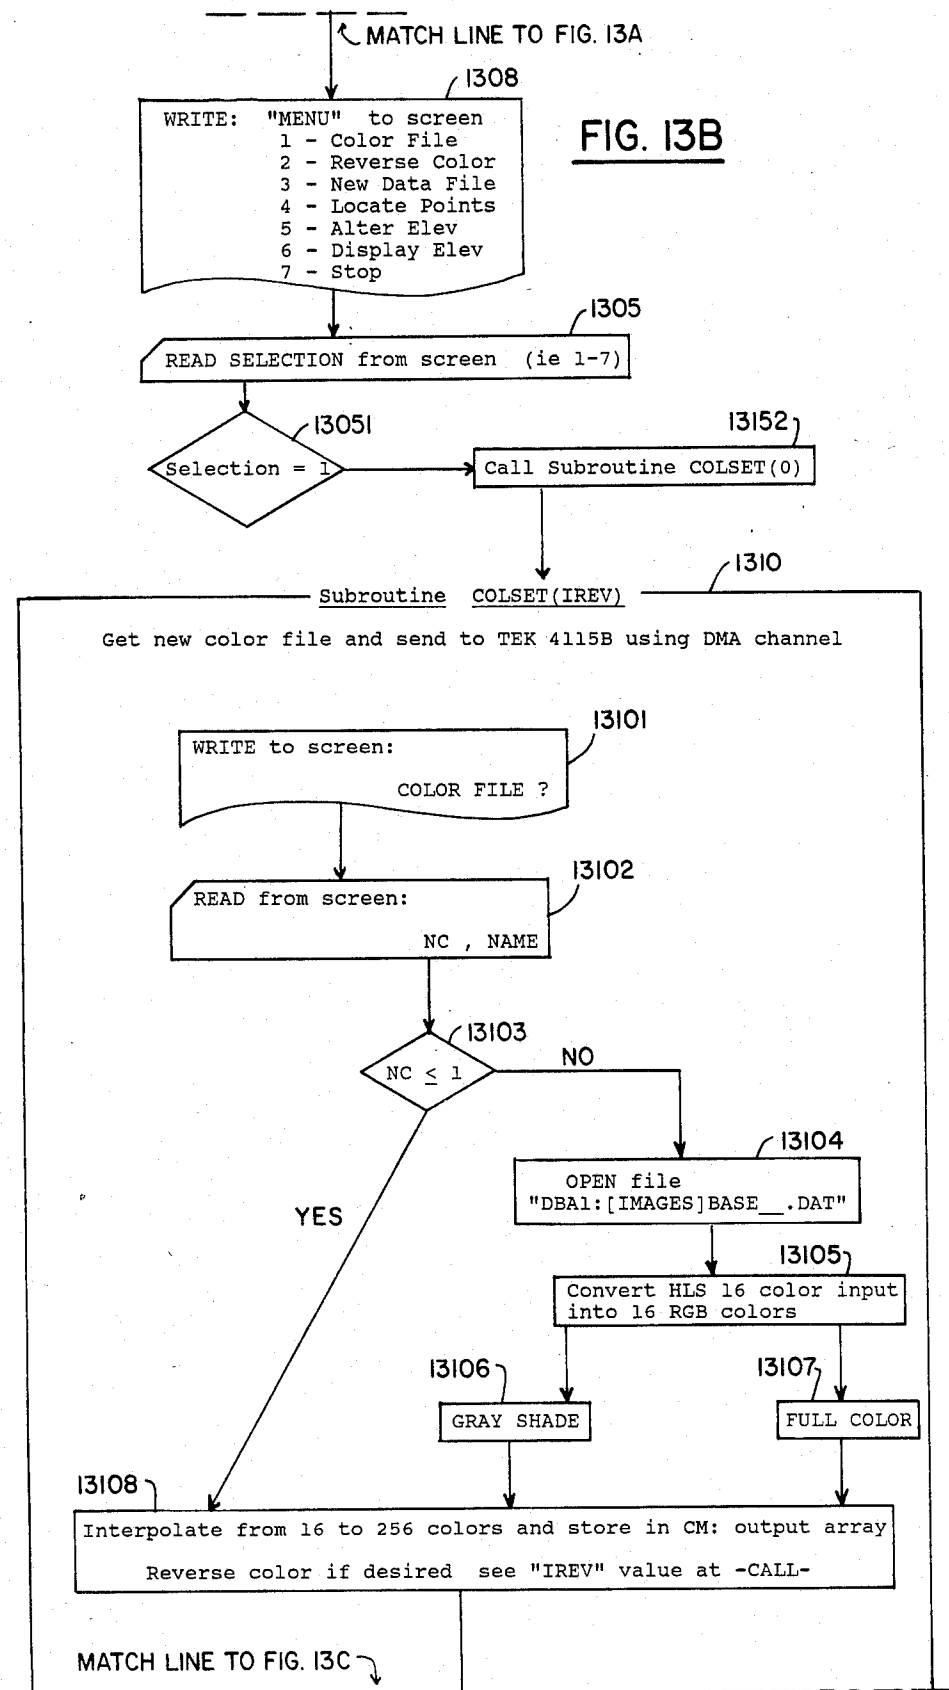 MATCH LINE TO FIG. 13A
1308
FIG. 13B
WRITE: "MENU" to screen
1 - Color File
2 - Reverse Color
3 - New Data File
4 - Locate Points
5 - Alter Elev
6 - Display Elev
7 - Stop
1305
READ SELECTION from screen (ie 1-7)
13051
Selection = 1
13152
Call Subroutine COLSET(0)
1310
Subroutine COLSET(IREV)
Get new color file and send to TEK 4115B using DMA channel
13101
WRITE to screen:
COLOR FILE ?
13102
READ from screen:
NC , NAME
13103
NC ≤ 1
NO
13104
OPEN file
"DBA1:[IMAGES]BASE__.DAT"
YES
13105
Convert HLS 16 color input
into 16 RGB colors
13106
GRAY SHADE
13107
FULL COLOR
13108
Interpolate from 16 to 256 colors and store in CM: output array
Reverse color if desired see "IREV" value at -CALL-
MATCH LINE TO FIG. 13C